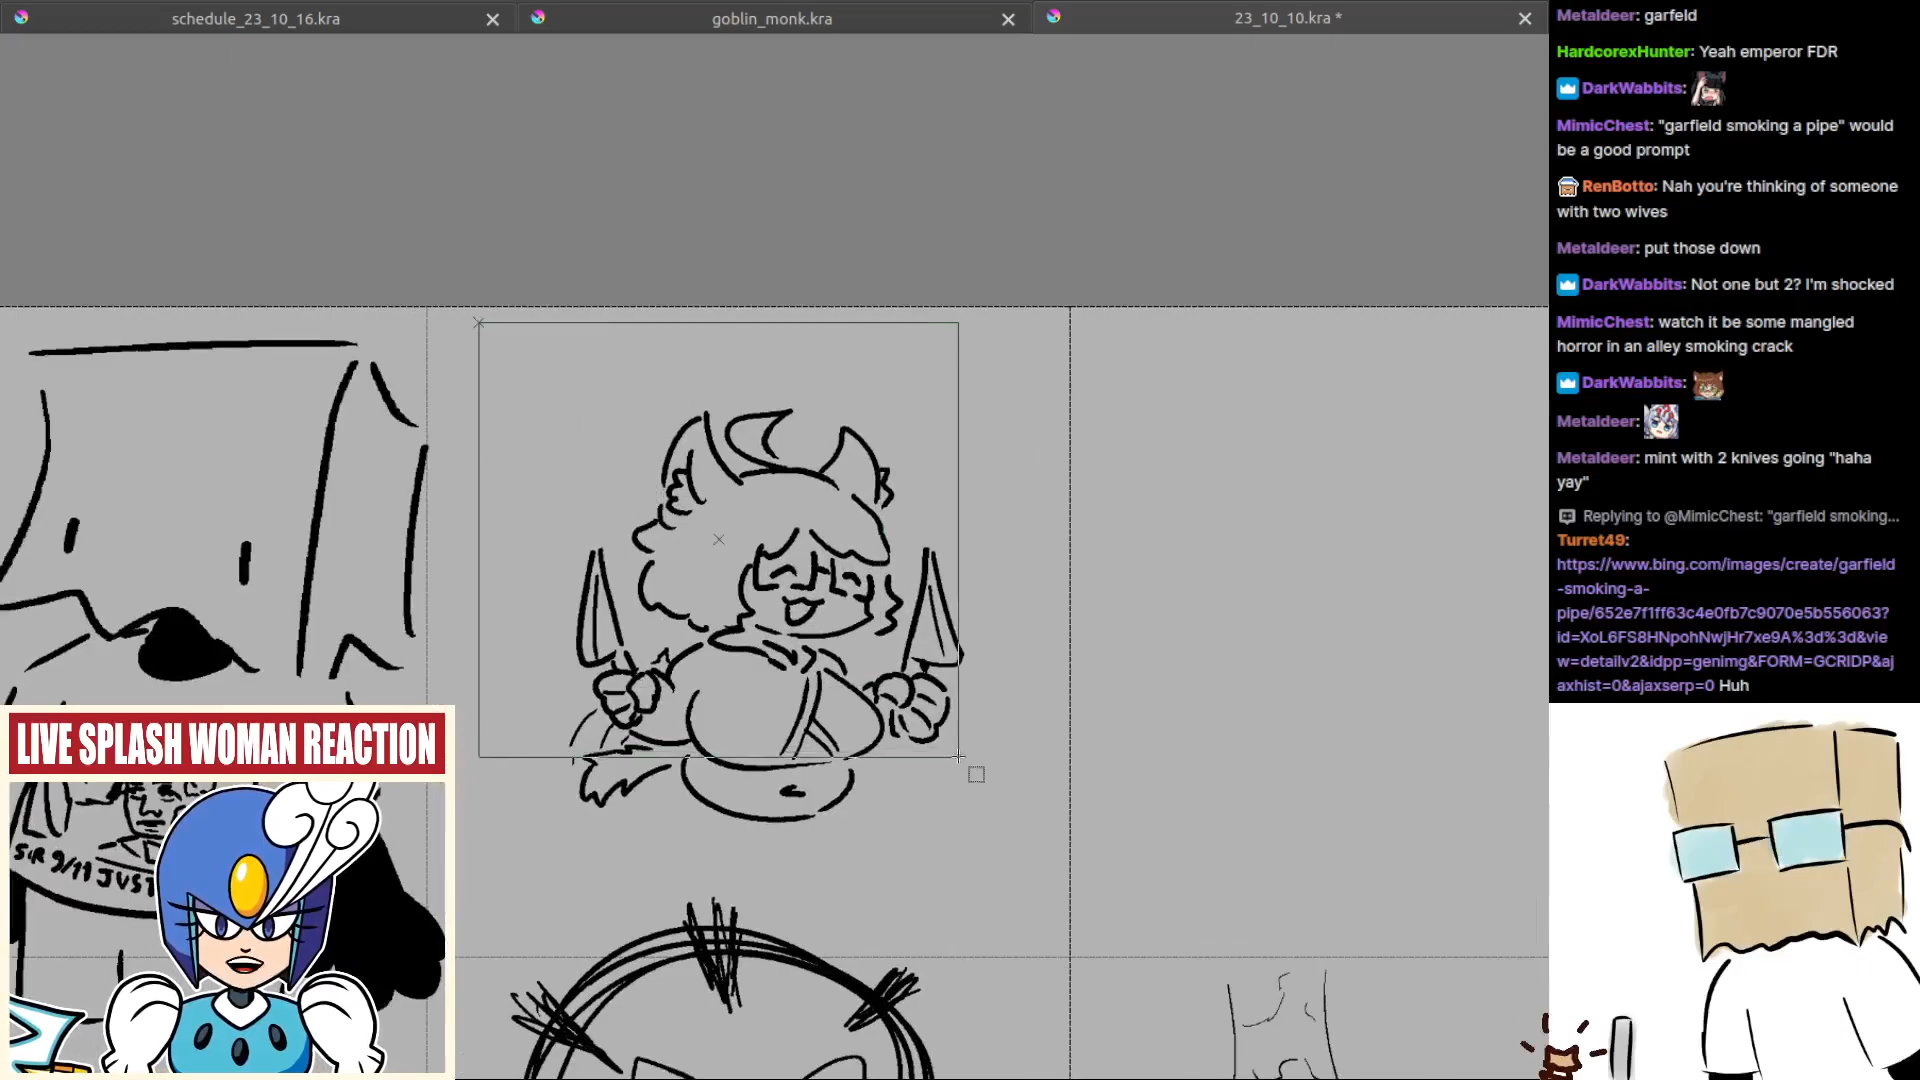 schedule_23_10_16.kra
goblin_monk.kra
23_10_10.kra *
Metaldeer: garfeld
HardcorexHunter: Yeah emperor FDR
DarkWabbits:
MimicChest: "garfield smoking a pipe" would
be a good prompt
RenBotto: Nah you're thinking of someone
with two wives
Metaldeer: put those down
DarkWabbits: Not one but 2? I'm shocked
MimicChest: watch it be some mangled
horror in an alley smoking crack
DarkWabbits:
Metaldeer:
Metaldeer: mint with 2 knives going "haha
yay"
Replying to @MimicChest: "garfield smoking...
Turret49:
https://www.bing.com/images/create/garfield
-smoking-a-
pipe/652e7f1ff63c4e0fb7c9070e5b556063?
id=XoL6FS8HNpohNwjHr7xe9A%3d%3d&vie
w=detailv2&idpp=genimg&FORM=GCRIDP&aj
axhist=0&ajaxserp=0 Huh
LIVE SPLASH WOMAN REACTION
SIR 9/11 JUST